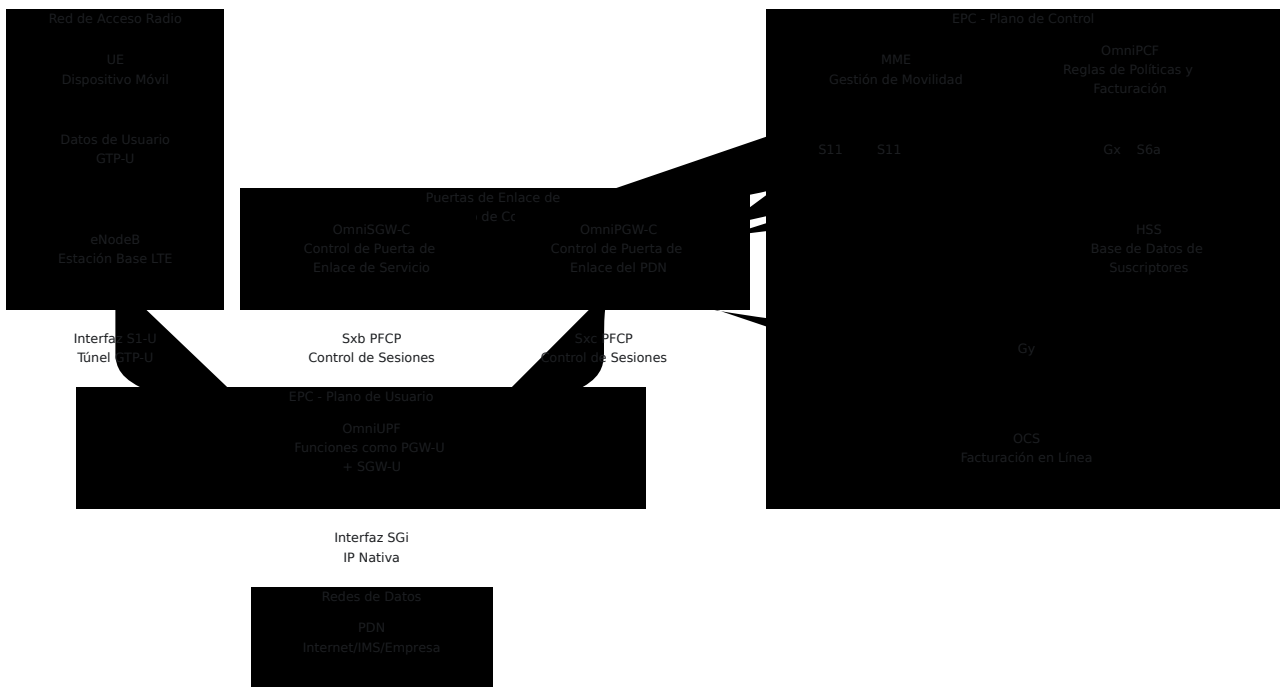 Red de Acceso Radio
UE
Dispositivo Móvil
Datos de Usuario
GTP-U
eNodeB
Estación Base LTE
EPC - Plano de Control
MME
Gestión de Movilidad
OmniPCF
Reglas de Políticas y
Facturación
S11
S11
Gx
S6a
HSS
Base de Datos de
Suscriptores
Gy
OCS
Facturación en Línea
Puertas de Enlace de
de
OmniSGW-C
Control de Puerta de
Enlace de Servicio
OmniPGW-C
Control de Puerta de
Enlace del PDN
Interfaz S1-U
Túnel GTP-U
Sxb PFCP
Control de Sesiones
Sxc PFCP
Control de Sesiones
EPC - Plano de Usuario
OmniUPF
Funciones como PGW-U
+ SGW-U
Interfaz SGi
IP Nativa
Redes de Datos
PDN
Internet/IMS/Empresa